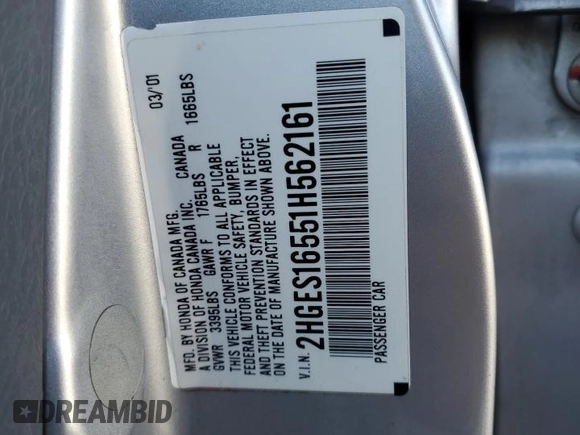 MFD. BY HONDA OF CANADA MFG. 03/'01
A DIVISION OF HONDA CANADA INC. CANADA
GVWR 3395LBS GAWR F 1765LBS R 1665LBS
THIS VEHICLE CONFORMS TO ALL APPLICABLE
FEDERAL MOTOR VEHICLE SAFETY, BUMPER,
AND THEFT PREVENTION STANDARDS IN EFFECT
ON THE DATE OF MANUFACTURE SHOWN ABOVE.
V.I.N. 2HGES16551H562161
PASSENGER CAR
DREAMBID